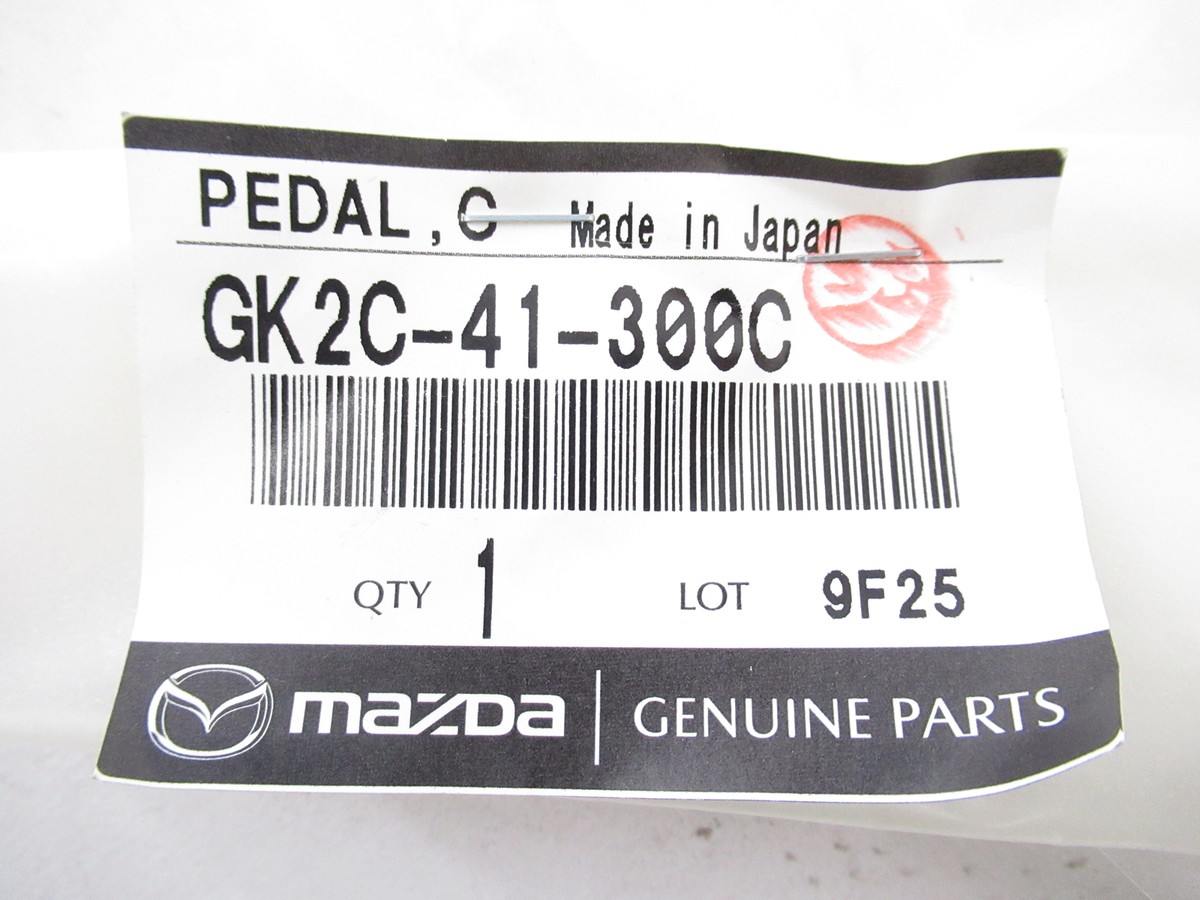 PEDAL,C Made in Japan
GK2C-41-300C
QTY 1 LOT 9F25
mazda GENUINE PARTS